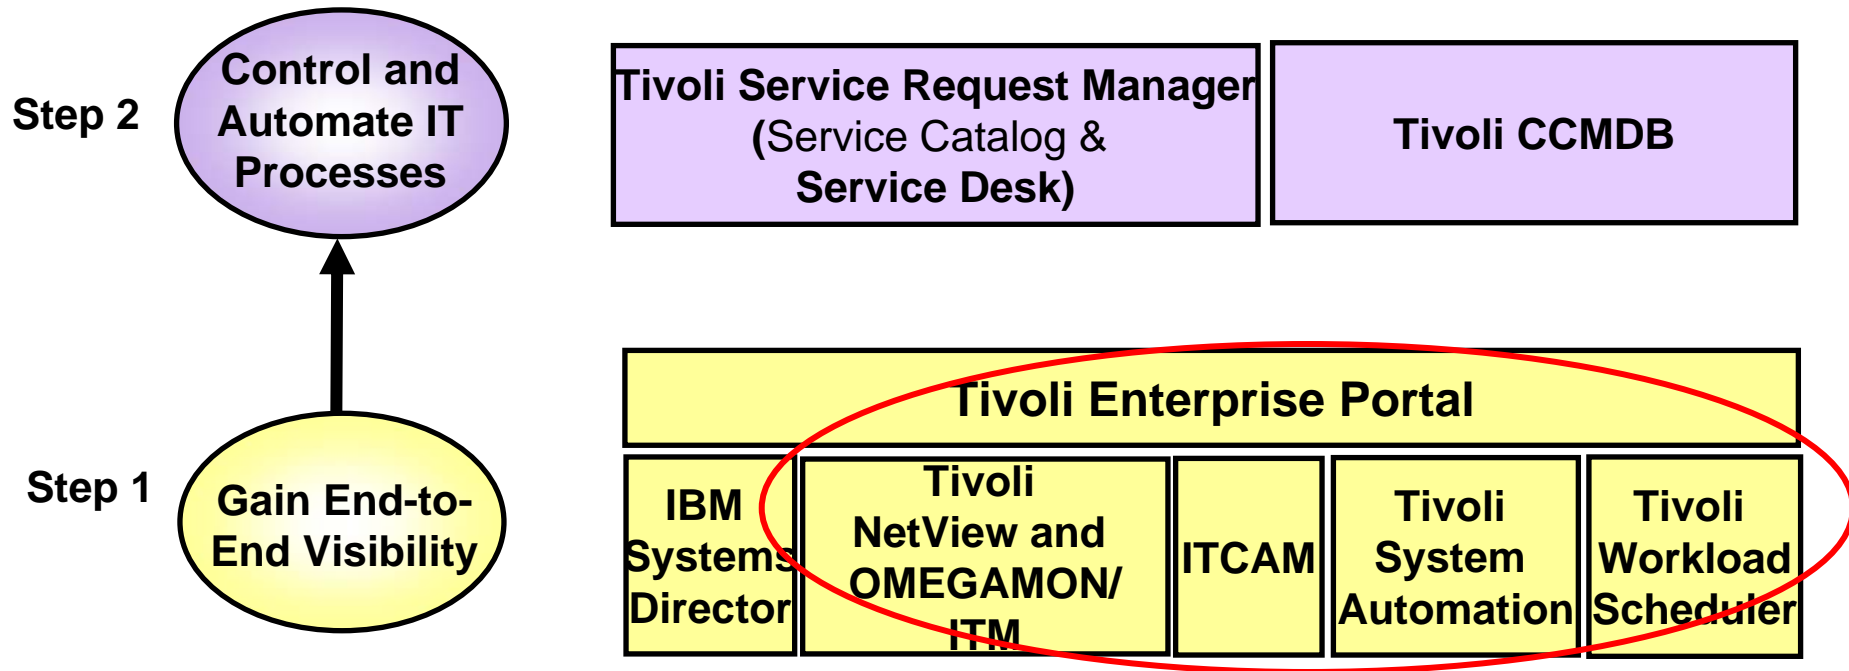 Step 2
Control and
Automate IT
Processes
Tivoli Service Request Manager
(Service Catalog &
Service Desk)
Tivoli CCMDB
Tivoli Enterprise Portal
Step 1
Gain End-to-
End Visibility
IBM
Systems
Director
Tivoli
NetView and
OMEGAMON/
ITM
ITCAM
Tivoli
System
Automation
Tivoli
Workload
Scheduler